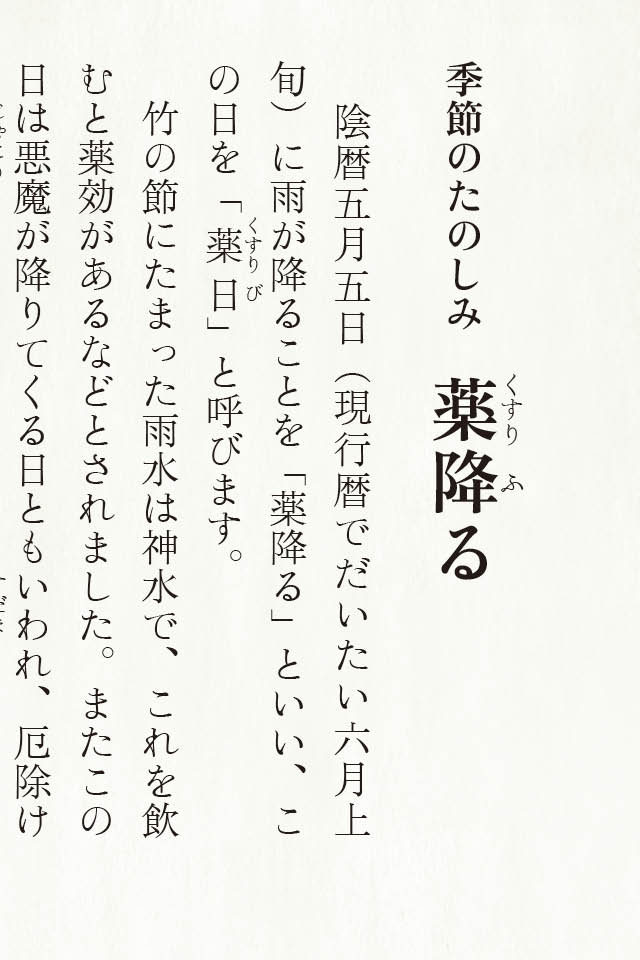 季節のたのしみ 薬降る
くすり ふ
陰暦五月五日（現行暦でだいたい六月上
旬）に雨が降ることを「薬降る」といい、こ
の日を「薬日」と呼びます。
くすり び
竹の節にたまった雨水は神水で、これを飲
むと薬効があるなどとされました。またこの
日は悪魔が降りてくる日ともいわれ、厄除け